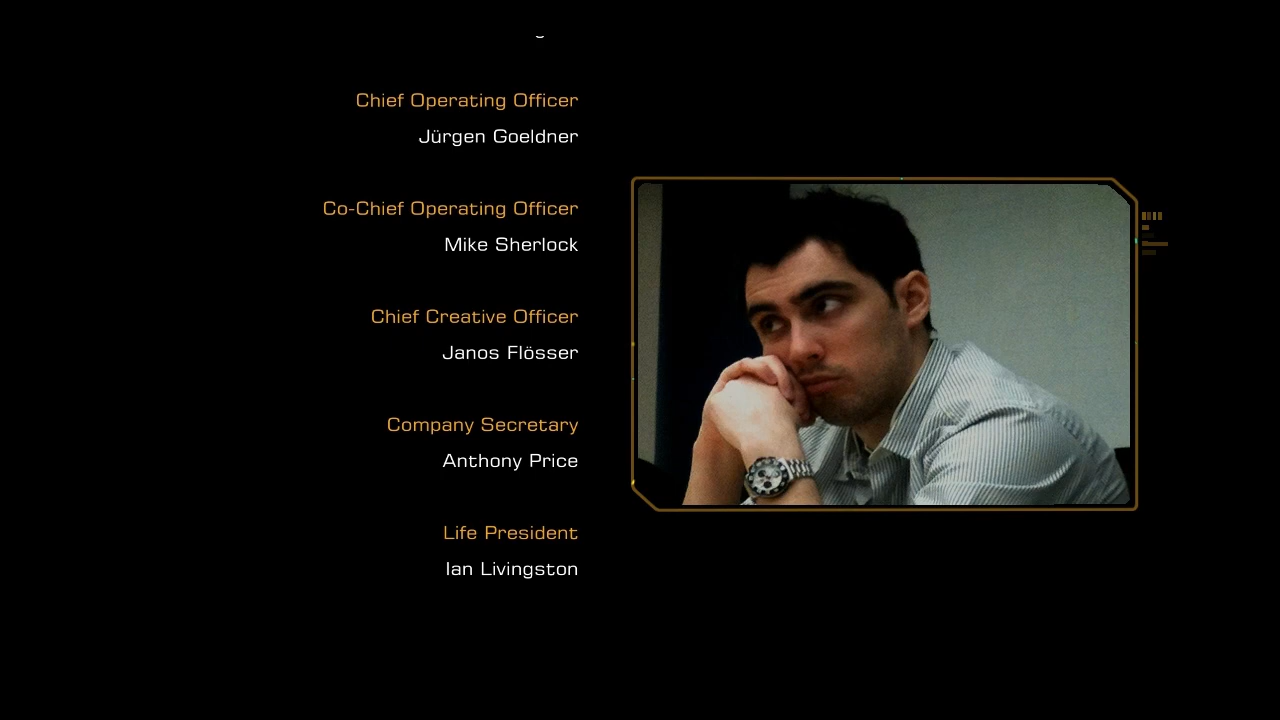 Chief Operating Officer
Jürgen Goeldner
Co-Chief Operating Officer
Mike Sherlock
Chief Creative Officer
Janos Flösser
Company Secretary
Anthony Price
Life President
Ian Livingston